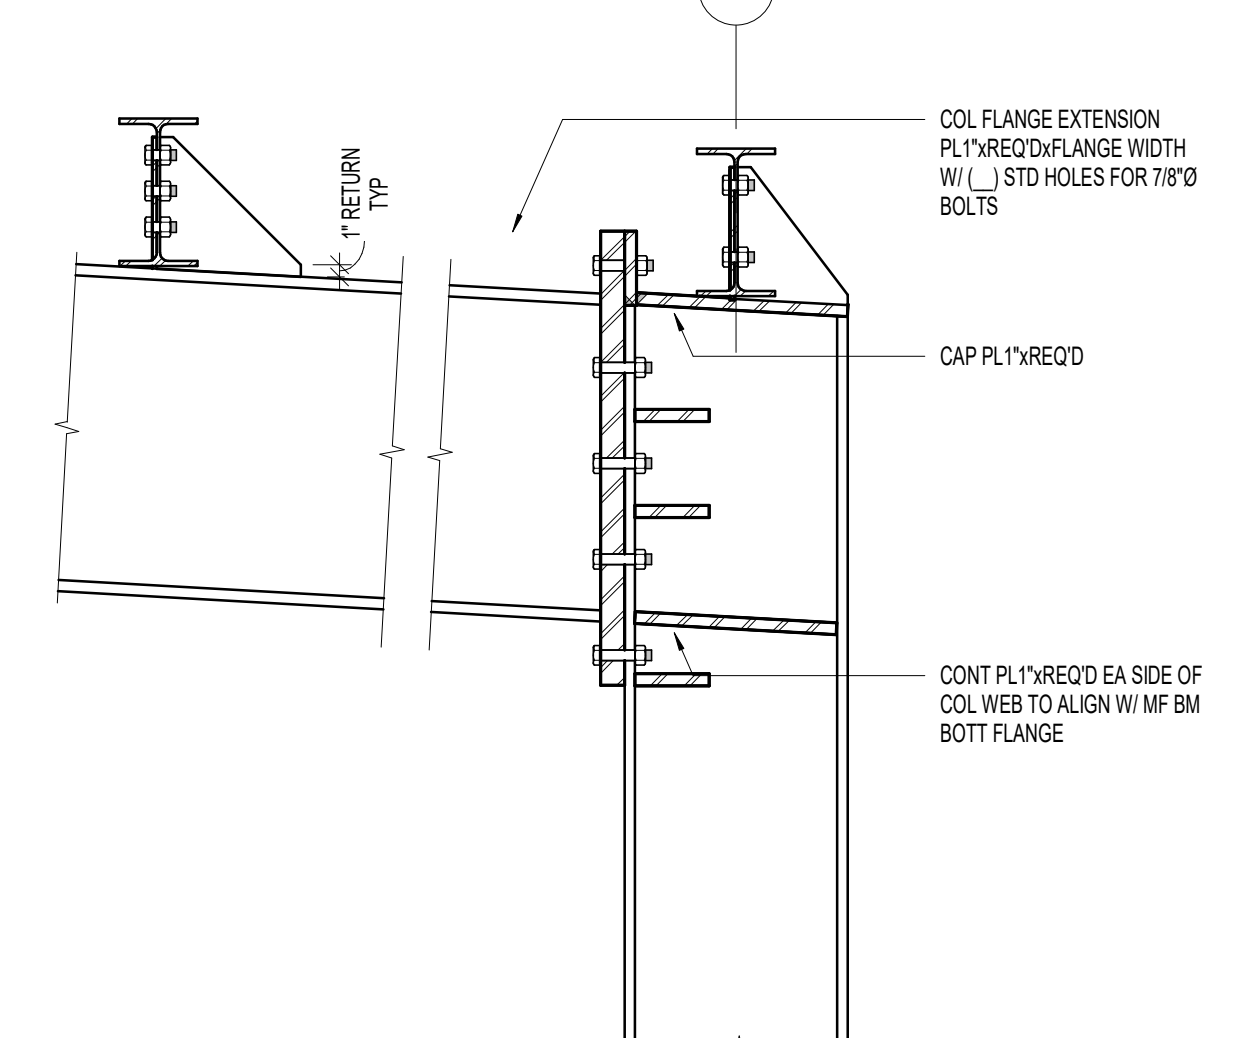 COL FLANGE EXTENSION
PL1"xREQ'DxFLANGE WIDTH
W/ (__) STD HOLES FOR 7/8"Ø
BOLTS
1" RETURN
TYP
CAP PL1"xREQ'D
CONT PL1"xREQ'D EA SIDE OF
COL WEB TO ALIGN W/ MF BM
BOTT FLANGE